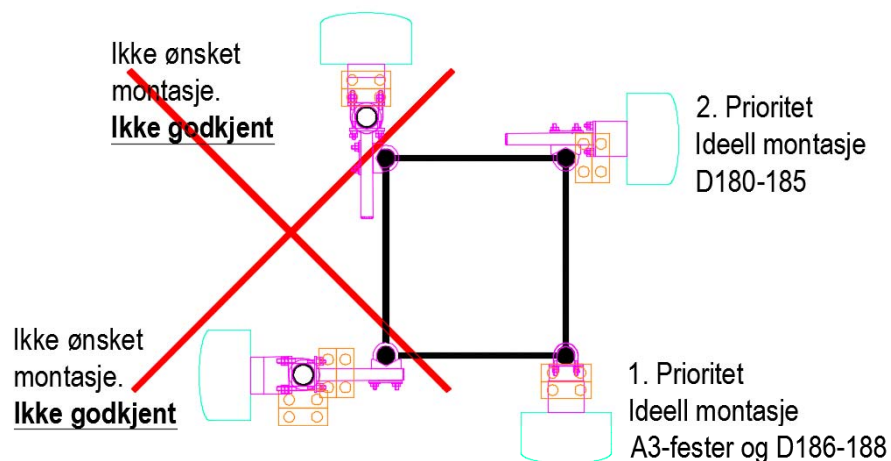 Ikke ønsket
montasje.
Ikke godkjent
2. Prioritet
Ideell montasje
D180-185
Ikke ønsket
montasje.
Ikke godkjent
1. Prioritet
Ideell montasje
A3-fester og D186-188